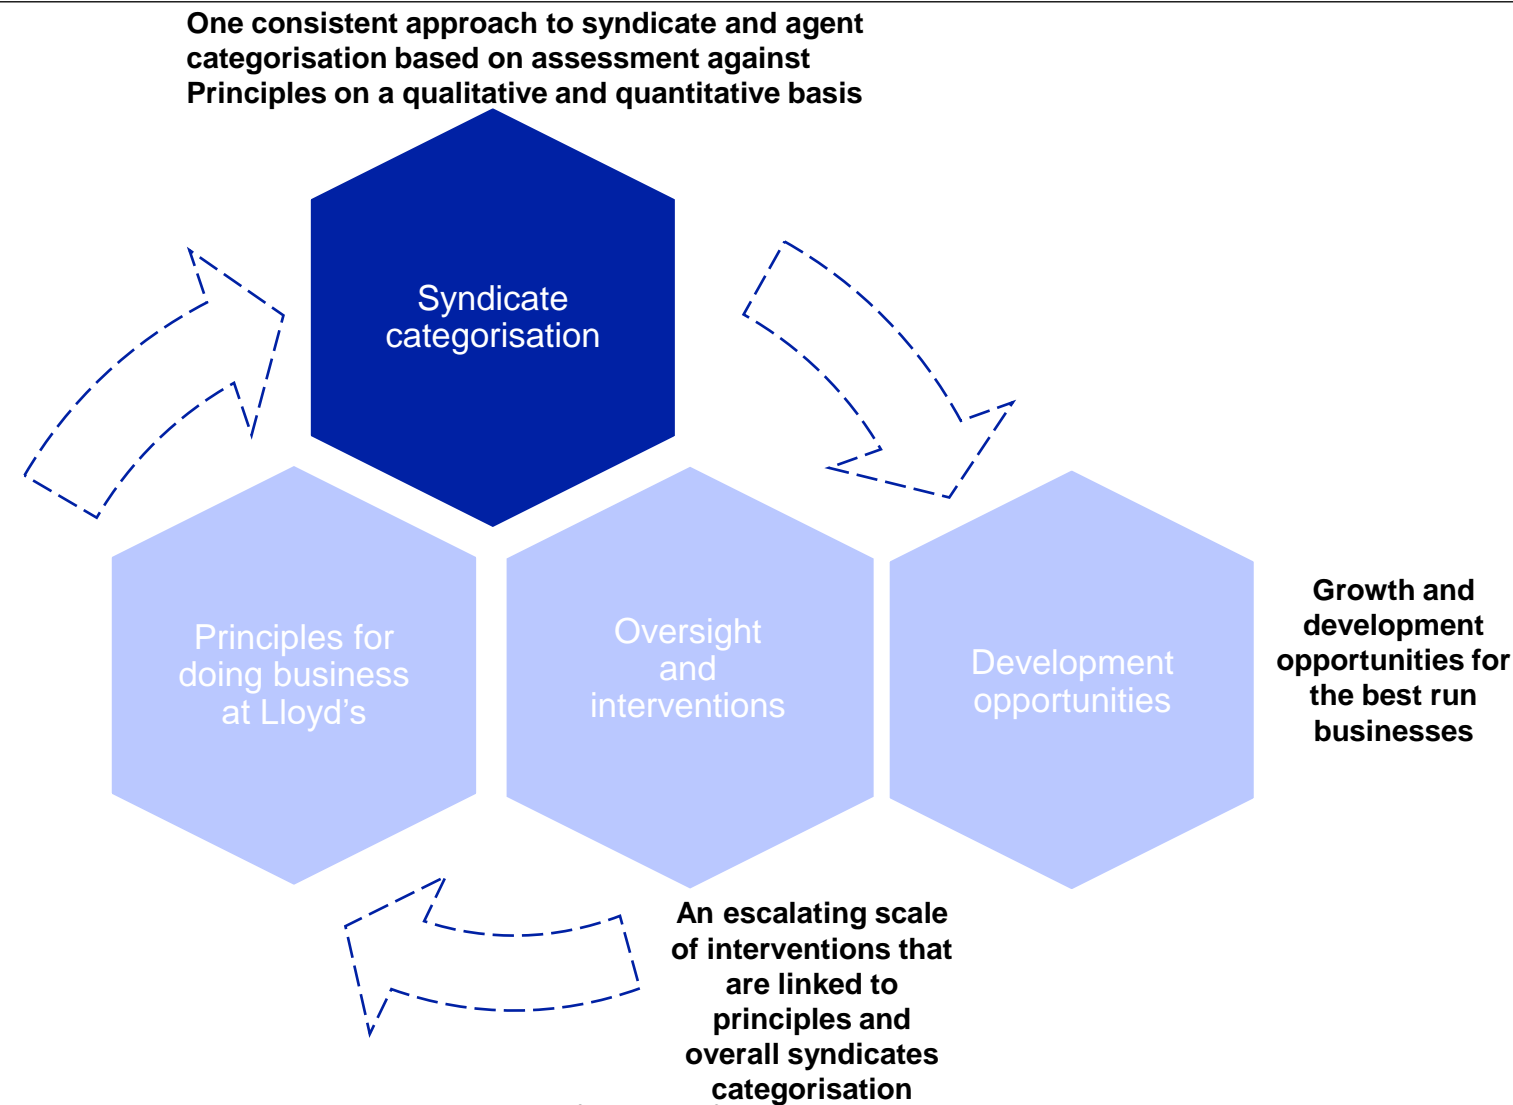 One consistent approach to syndicate and agent
categorisation based on assessment against
Principles on a qualitative and quantitative basis
Syndicate
categorisation
Principles for
doing business
at Lloyd’s
Oversight
and
interventions
Development
opportunities
Growth and
development
opportunities for
the best run
businesses
An escalating scale
of interventions that
are linked to
principles and
overall syndicates
categorisation